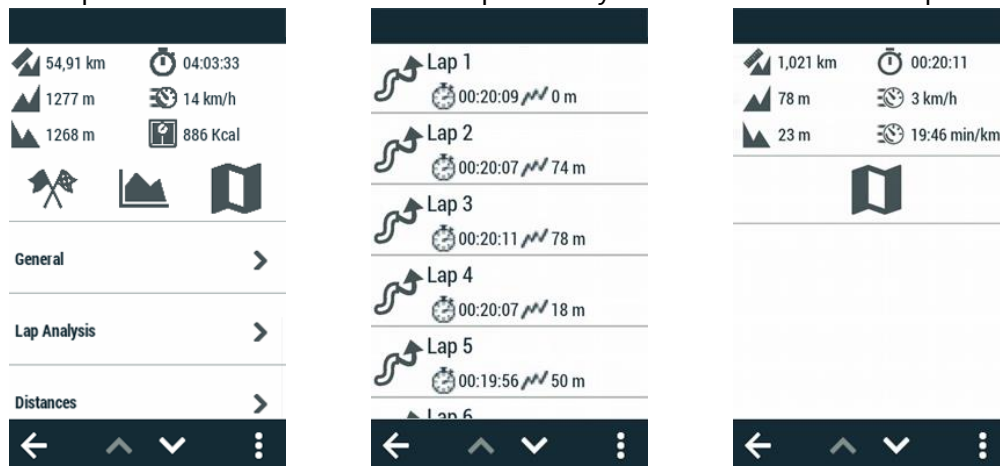 54,91 km 04:03:33
1277 m 14 km/h
1268 m 886 Kcal
General
Lap Analysis
Distances
Lap 1
00:20:09 0 m
Lap 2
00:20:07 74 m
Lap 3
00:20:11 78 m
Lap 4
00:20:07 18 m
Lap 5
00:19:56 50 m
Lap 6
1,021 km 00:20:11
78 m 3 km/h
23 m 19:46 min/km